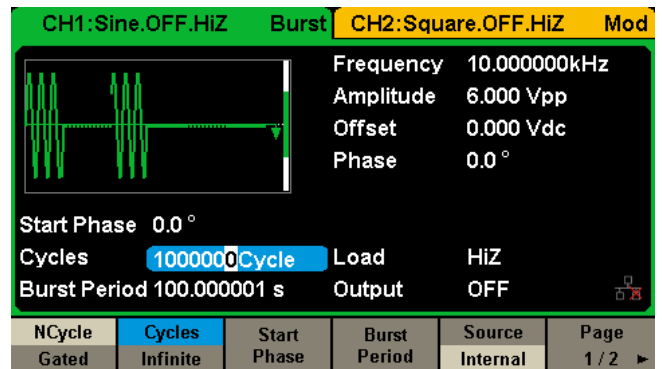 CH1:Sine.OFF.HiZ Burst CH2:Square.OFF.HiZ Mod
Frequency 10.000000kHz
Amplitude 6.000 Vpp
Offset 0.000 Vdc
Phase 0.0 °
Start Phase 0.0 °
Cycles 1000000Cycle Load HiZ
Burst Period 100.000001 s Output OFF
NCycle Cycles Start Burst Source Page
Gated Infinite Phase Period Internal 1/2 ►